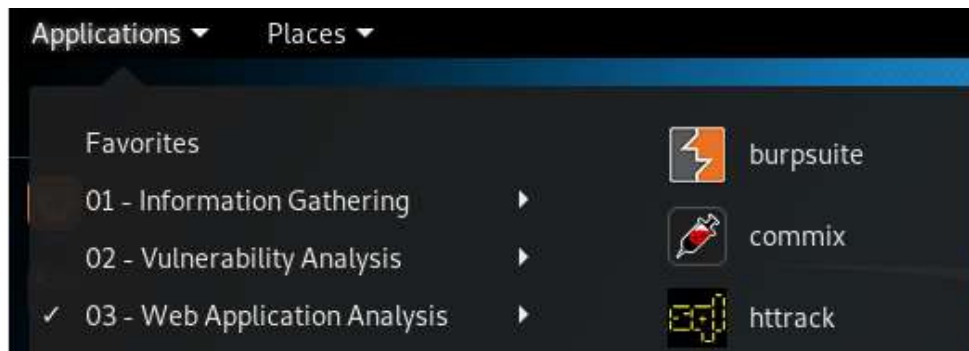 Applications Places
Favorites
01 - Information Gathering
02 - Vulnerability Analysis
✓ 03 - Web Application Analysis
burpsuite
commix
httrack